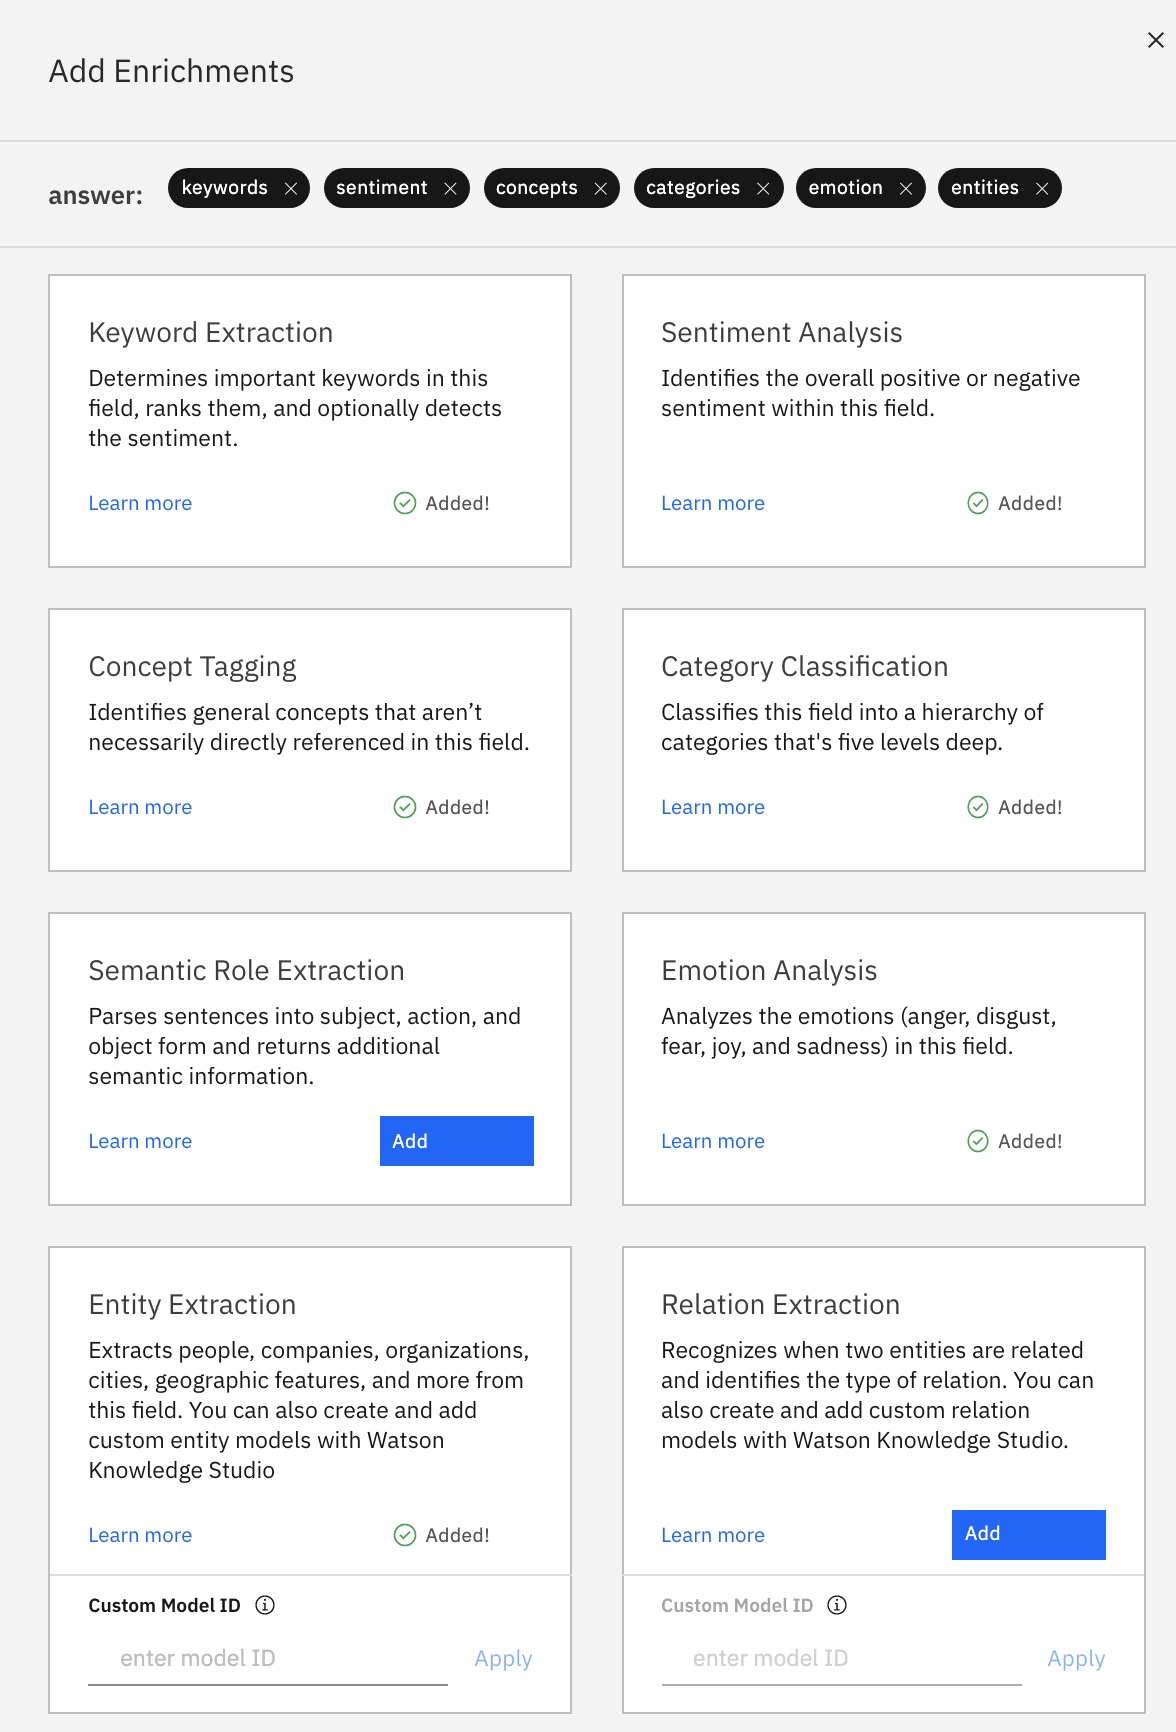 Add Enrichments
answer: keywords sentiment concepts categories emotion entities
Keyword Extraction
Determines important keywords in this
field, ranks them, and optionally detects
the sentiment.
Learn more Added!
Sentiment Analysis
Identifies the overall positive or negative
sentiment within this field.
Learn more Added!
Concept Tagging
Identifies general concepts that aren’t
necessarily directly referenced in this field.
Learn more Added!
Category Classification
Classifies this field into a hierarchy of
categories that's five levels deep.
Learn more Added!
Semantic Role Extraction
Parses sentences into subject, action, and
object form and returns additional
semantic information.
Learn more Add
Emotion Analysis
Analyzes the emotions (anger, disgust,
fear, joy, and sadness) in this field.
Learn more Added!
Entity Extraction
Extracts people, companies, organizations,
cities, geographic features, and more from
this field. You can also create and add
custom entity models with Watson
Knowledge Studio
Learn more Added!
Custom Model ID
enter model ID Apply
Relation Extraction
Recognizes when two entities are related
and identifies the type of relation. You can
also create and add custom relation
models with Watson Knowledge Studio.
Learn more Add
Custom Model ID
enter model ID Apply